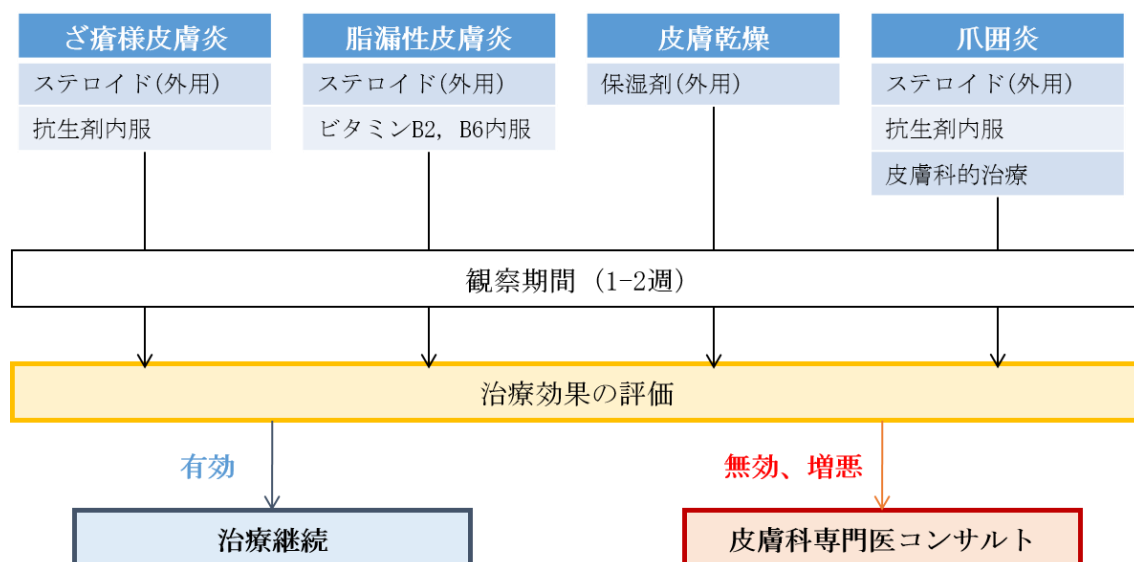 ざ瘡様皮膚炎
ステロイド(外用)
抗生剤内服
脂漏性皮膚炎
ステロイド(外用)
ビタミンB2, B6内服
皮膚乾燥
保湿剤(外用)
爪囲炎
ステロイド(外用)
抗生剤内服
皮膚科的治療
観察期間 (1-2週)
治療効果の評価
有効
無効、増悪
治療継続
皮膚科専門医コンサルト